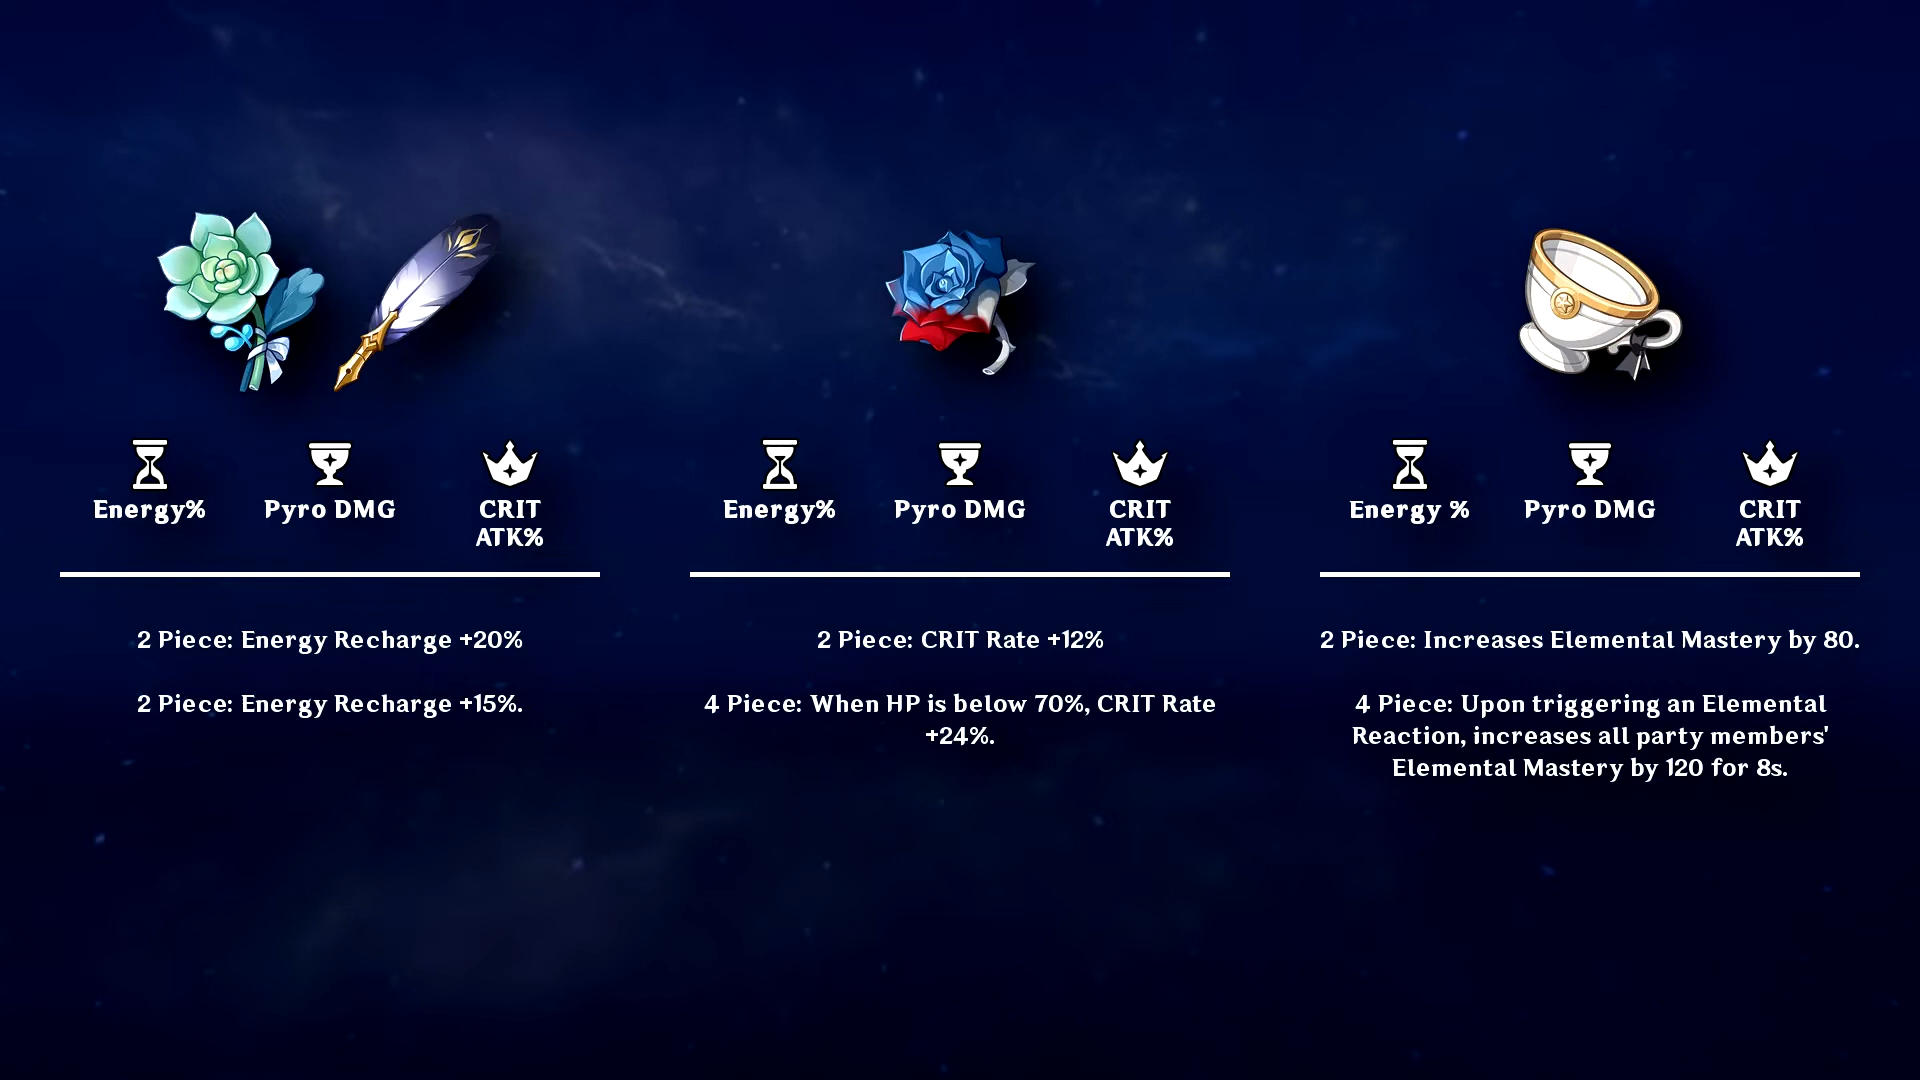 Energy%
Pyro DMG
CRIT
ATK%
2 Piece: Energy Recharge +20%
2 Piece: Energy Recharge +15%.
Energy%
Pyro DMG
CRIT
ATK%
2 Piece: CRIT Rate +12%
4 Piece: When HP is below 70%, CRIT Rate
+24%.
Energy %
Pyro DMG
CRIT
ATK%
2 Piece: Increases Elemental Mastery by 80.
4 Piece: Upon triggering an Elemental
Reaction, increases all party members'
Elemental Mastery by 120 for 8s.